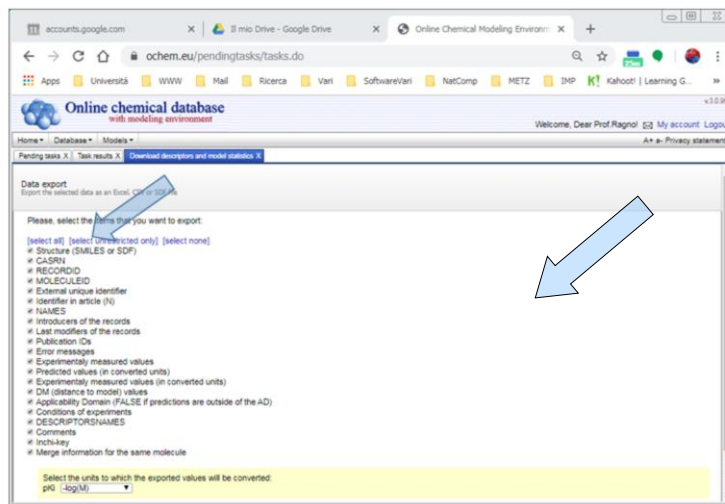 accounts.google.com
Il mio Drive - Google Drive
Online Chemical Modeling Environm
ochem.eu/pendingtasks/tasks.do
Apps Università WWW Mail Ricerca Vari SoftwareVari NatComp METZ IMP Kahoot! | Learning G...
Online chemical database
with modeling environment
Welcome, Dear Prof.Ragno! My account Logou
Home Database Models
A+ a- Privacy statement
Pending tasks X Task results X Download descriptors and model statistics X
Data export
Export the selected data as an Excel, or SDF file
Please, select the items that you want to export:
[select all] [select unrestricted only] [select none]
Structure (SMILES or SDF)
CASRN
RECORDID
MOLECULEID
External unique identifier
Identifier in article (N)
NAMES
Introducers of the records
Last modifiers of the records
Publication IDs
Error messages
Experimentaly measured values
Predicted values (in converted units)
Experimentaly measured values (in converted units)
DM (distance to model) values
Applicability Domain (FALSE if predictions are outside of the AD)
Conditions of experiments
DESCRIPTORSNAMES
Comments
Inchi-key
Merge information for the same molecule
Select the units to which the exported values will be converted:
pKi -log(M)